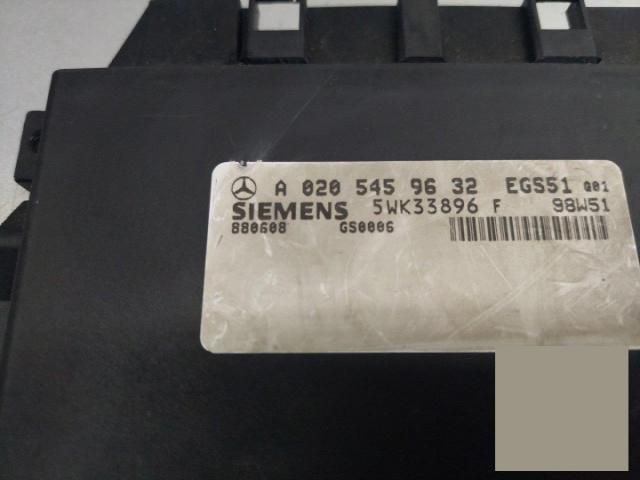 A 020 545 96 32 EGS51 Q01
SIEMENS 5WK33896 F 98W51
880608 GS0006